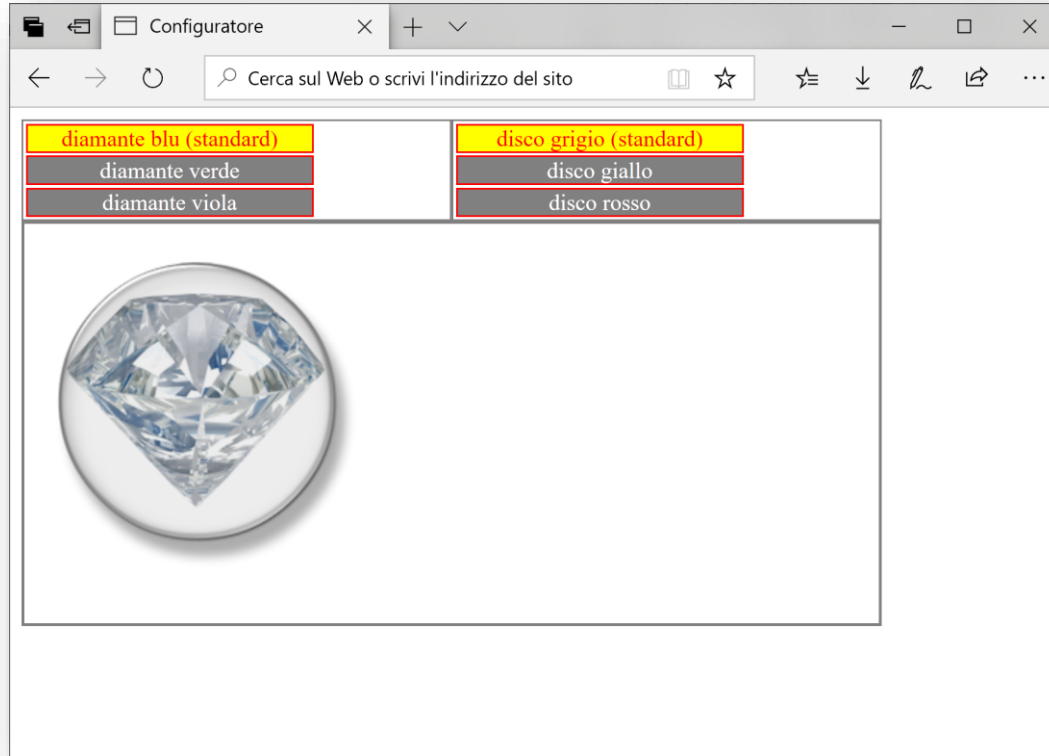 Configuratore
Cerca sul Web o scrivi l'indirizzo del sito
diamante blu (standard)
diamante verde
diamante viola
disco grigio (standard)
disco giallo
disco rosso